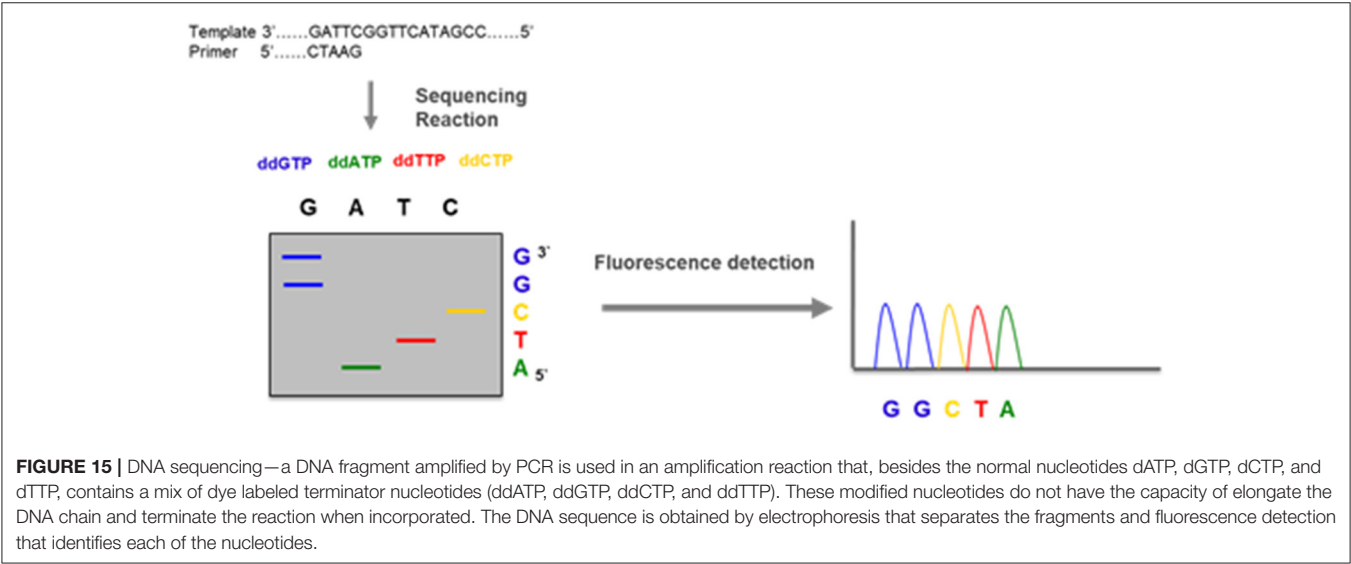 Template 3'......GATTCGGTTCATAGCC......5'
Primer 5'......CTAAG
Sequencing
Reaction
ddGTP ddATP ddTTP ddCTP
G A T C
G 3'
G
C
T
A 5'
Fluorescence detection
G G C T A
FIGURE 15 | DNA sequencing—a DNA fragment amplified by PCR is used in an amplification reaction that, besides the normal nucleotides dATP, dGTP, dCTP, and
dTTP, contains a mix of dye labeled terminator nucleotides (ddATP, ddGTP, ddCTP, and ddTTP). These modified nucleotides do not have the capacity of elongate the
DNA chain and terminate the reaction when incorporated. The DNA sequence is obtained by electrophoresis that separates the fragments and fluorescence detection
that identifies each of the nucleotides.